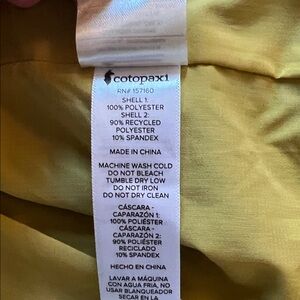 cotopaxi
RN# 157160
SHELL 1:
100% POLYESTER
SHELL 2:
90% RECYCLED
POLYESTER
10% SPANDEX
MADE IN CHINA
MACHINE WASH COLD
DO NOT BLEACH
TUMBLE DRY LOW
DO NOT IRON
DO NOT DRY CLEAN
CÁSCARA -
CAPARAZÓN 1:
100% POLIÉSTER
CÁSCARA -
CAPARAZÓN 2:
90% POLIÉSTER
RECICLADO
10% SPANDEX
HECHO EN CHINA
LAVAR A MÁQUINA
CON AGUA FRIA, NO
USAR BLANQUEADOR
SECAR EN LA